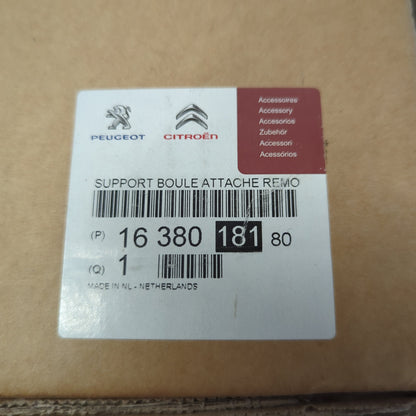 PEUGEOT
CITROËN
Accessoires
Accessory
Accesorios
Zubehör
Accessori
Acessórios
SUPPORT BOULE ATTACHE REMO
(P) 16 380 181 80
(Q) 1
MADE IN NL - NETHERLANDS